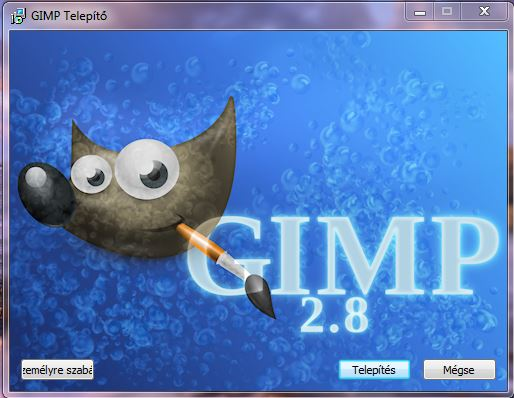 GIMP Telepítő
GIMP
2.8
zemélyre szabá
Telepítés
Mégse